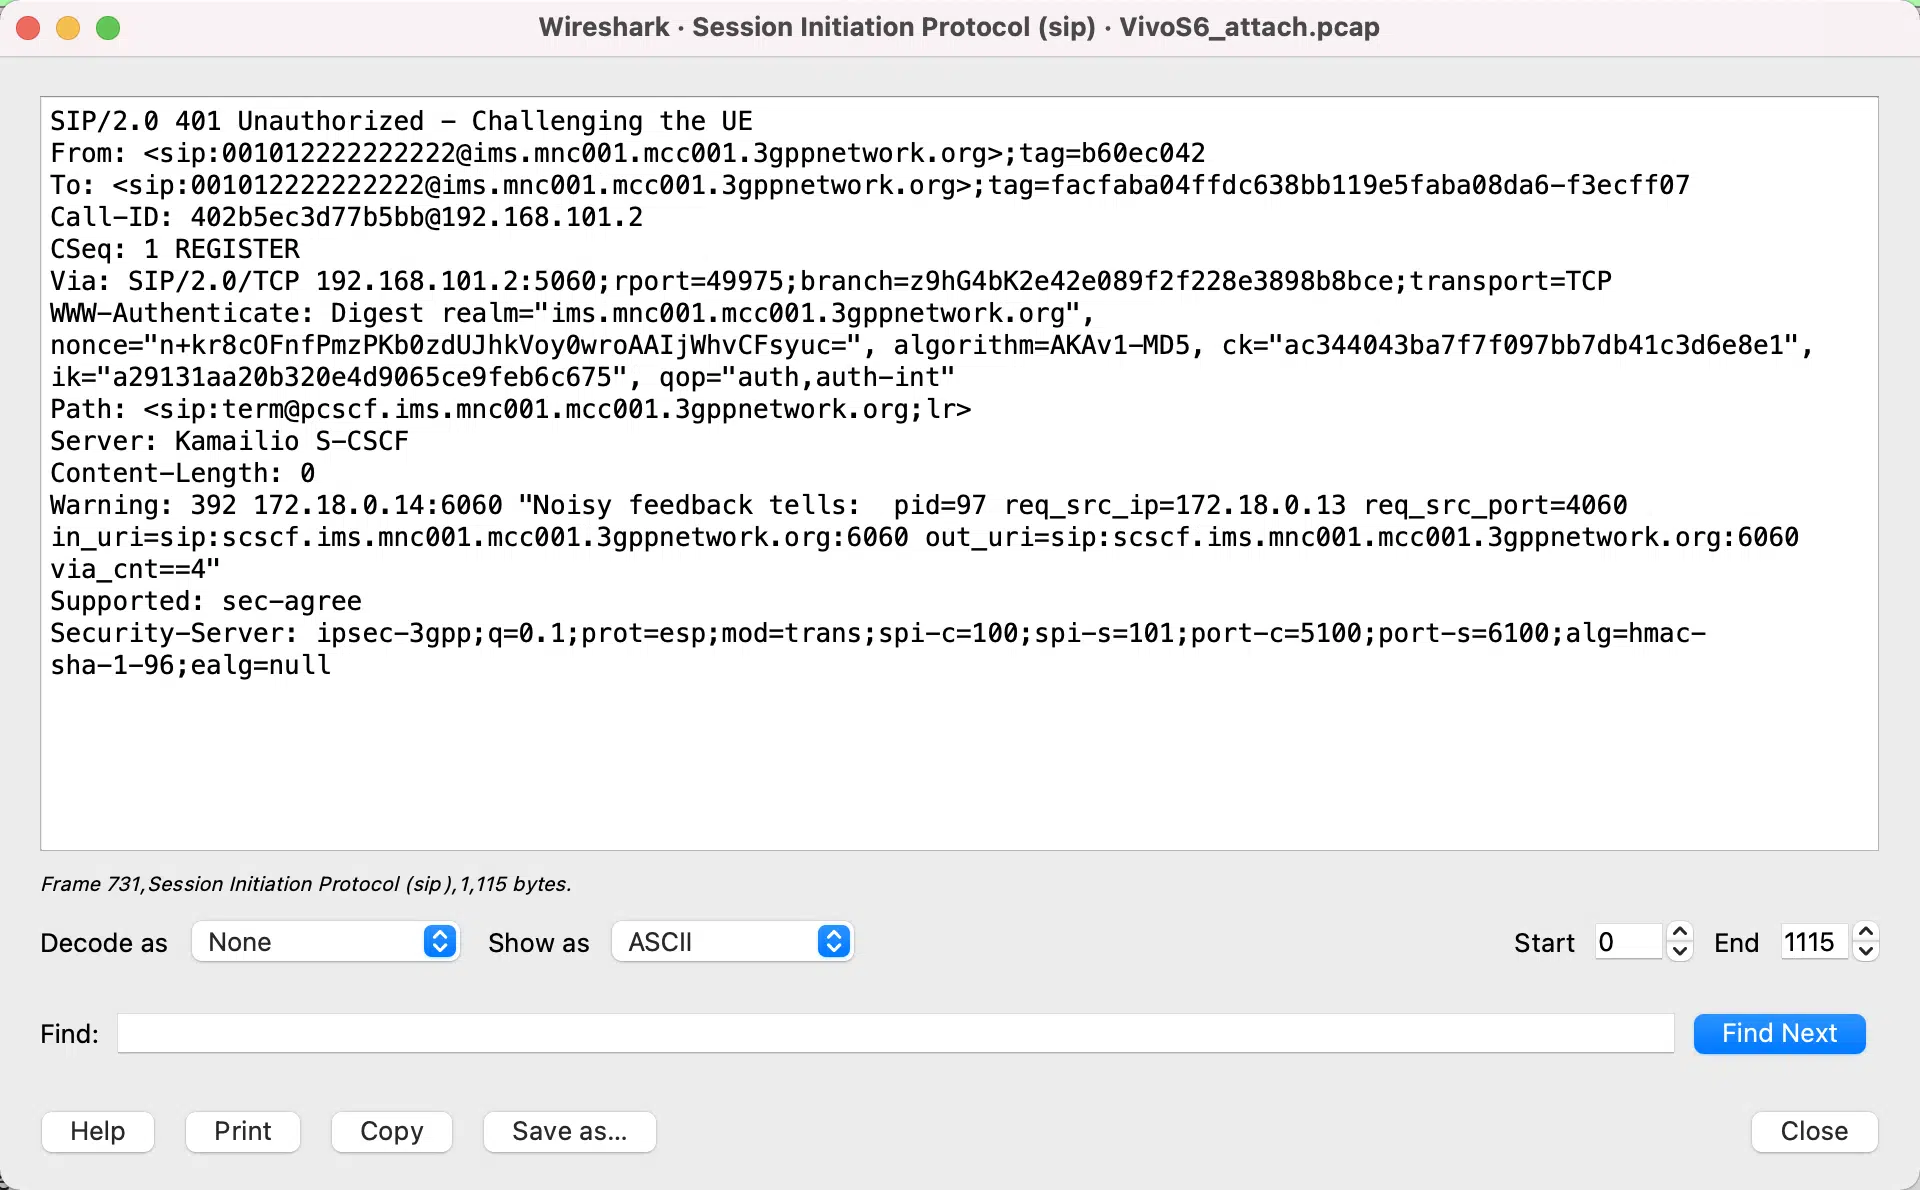 Wireshark · Session Initiation Protocol (sip) · VivoS6_attach.pcap
SIP/2.0 401 Unauthorized – Challenging the UE
From: <sip:001012222222222@ims.mnc001.mcc001.3gppnetwork.org>;tag=b60ec042
To: <sip:001012222222222@ims.mnc001.mcc001.3gppnetwork.org>;tag=facfaba04ffdc638bb119e5faba08da6-f3ecff07
Call-ID: 402b5ec3d77b5bb@192.168.101.2
CSeq: 1 REGISTER
Via: SIP/2.0/TCP 192.168.101.2:5060;rport=49975;branch=z9hG4bK2e42e089f2f228e3898b8bce;transport=TCP
WWW-Authenticate: Digest realm="ims.mnc001.mcc001.3gppnetwork.org",
nonce="n+kr8cOFnfPmzPKb0zdUJhkVoy0wroAAIjWhvCFsyuc=", algorithm=AKAv1-MD5, ck="ac344043ba7f7f097bb7db41c3d6e8e1",
ik="a29131aa20b320e4d9065ce9feb6c675", qop="auth,auth-int"
Path: <sip:term@pcscf.ims.mnc001.mcc001.3gppnetwork.org;lr>
Server: Kamailio S-CSCF
Content-Length: 0
Warning: 392 172.18.0.14:6060 "Noisy feedback tells:  pid=97 req_src_ip=172.18.0.13 req_src_port=4060
in_uri=sip:scscf.ims.mnc001.mcc001.3gppnetwork.org:6060 out_uri=sip:scscf.ims.mnc001.mcc001.3gppnetwork.org:6060
via_cnt==4"
Supported: sec-agree
Security-Server: ipsec-3gpp;q=0.1;prot=esp;mod=trans;spi-c=100;spi-s=101;port-c=5100;port-s=6100;alg=hmac-
sha-1-96;ealg=null
Frame 731,Session Initiation Protocol (sip),1,115 bytes.
Decode as None Show as ASCII Start 0 End 1115
Find: Find Next
Help Print Copy Save as... Close